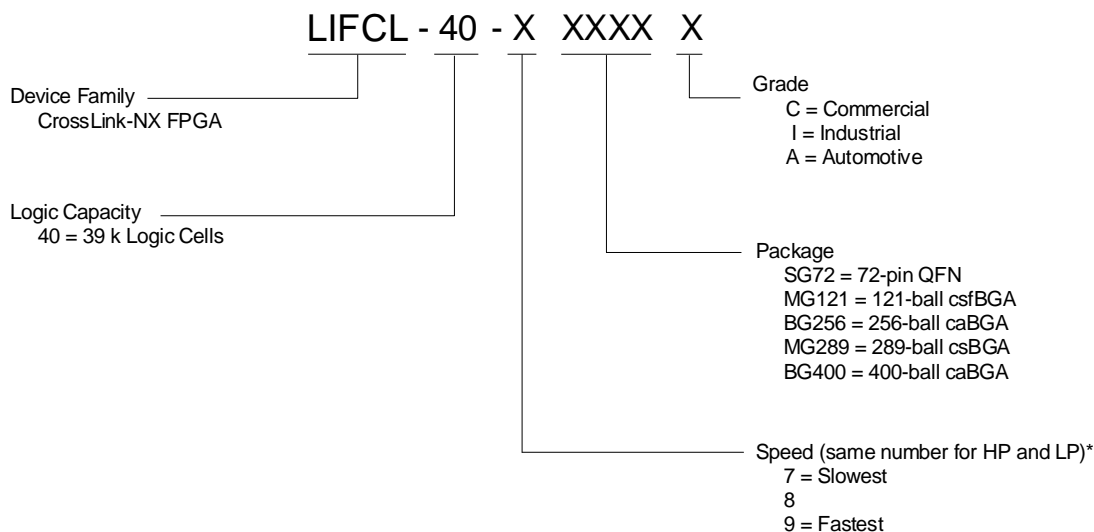 LIFCL - 40 - X XXXX X
Device Family
CrossLink-NX FPGA
Logic Capacity
40 = 39 k Logic Cells
Grade
C = Commercial
I = Industrial
A = Automotive
Package
SG72 = 72-pin QFN
MG121 = 121-ball csfBGA
BG256 = 256-ball caBGA
MG289 = 289-ball csBGA
BG400 = 400-ball caBGA
Speed (same number for HP and LP)*
7 = Slowest
8
9 = Fastest